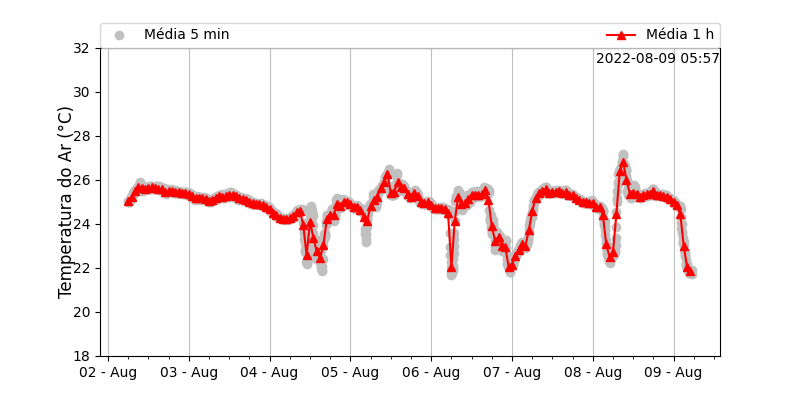 Média 5 min
Média 1 h
2022-08-09 05:57
Temperatura do Ar (°C)
32
30
28
26
24
22
20
18
02 - Aug
03 - Aug
04 - Aug
05 - Aug
06 - Aug
07 - Aug
08 - Aug
09 - Aug